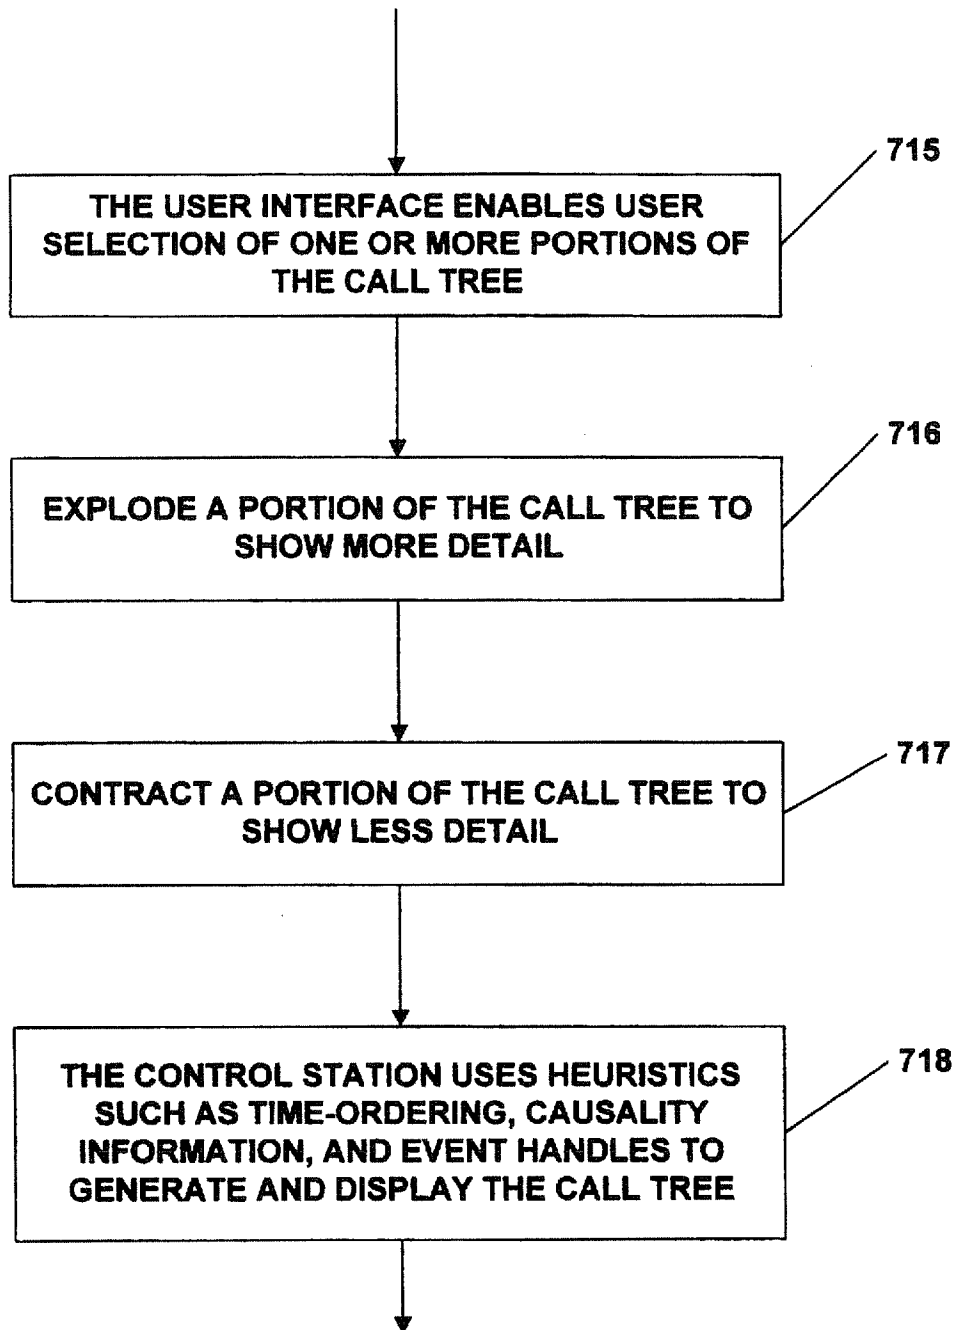 715
THE USER INTERFACE ENABLES USER
SELECTION OF ONE OR MORE PORTIONS OF
THE CALL TREE
716
EXPLODE A PORTION OF THE CALL TREE TO
SHOW MORE DETAIL
717
CONTRACT A PORTION OF THE CALL TREE TO
SHOW LESS DETAIL
718
THE CONTROL STATION USES HEURISTICS
SUCH AS TIME-ORDERING, CAUSALITY
INFORMATION, AND EVENT HANDLES TO
GENERATE AND DISPLAY THE CALL TREE